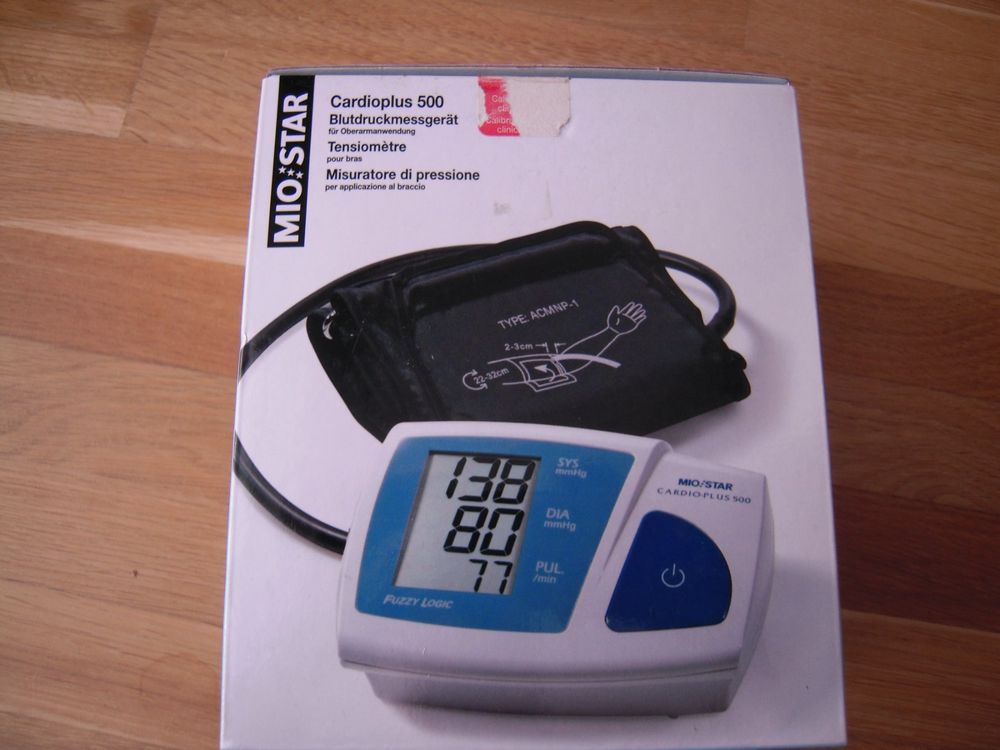 MIO STAR
Cardioplus 500
Blutdruckmessgerät
für Oberarmanwendung
Tensiomètre
pour bras
Misuratore di pressione
per applicazione al braccio
clinic
TYPE: ACMNP-1
2-3cm
22-32cm
138 SYS
mmHg
80 DIA
mmHg
77 PUL.
/min
FUZZY LOGIC
MIO STAR
CARDIO-PLUS 500